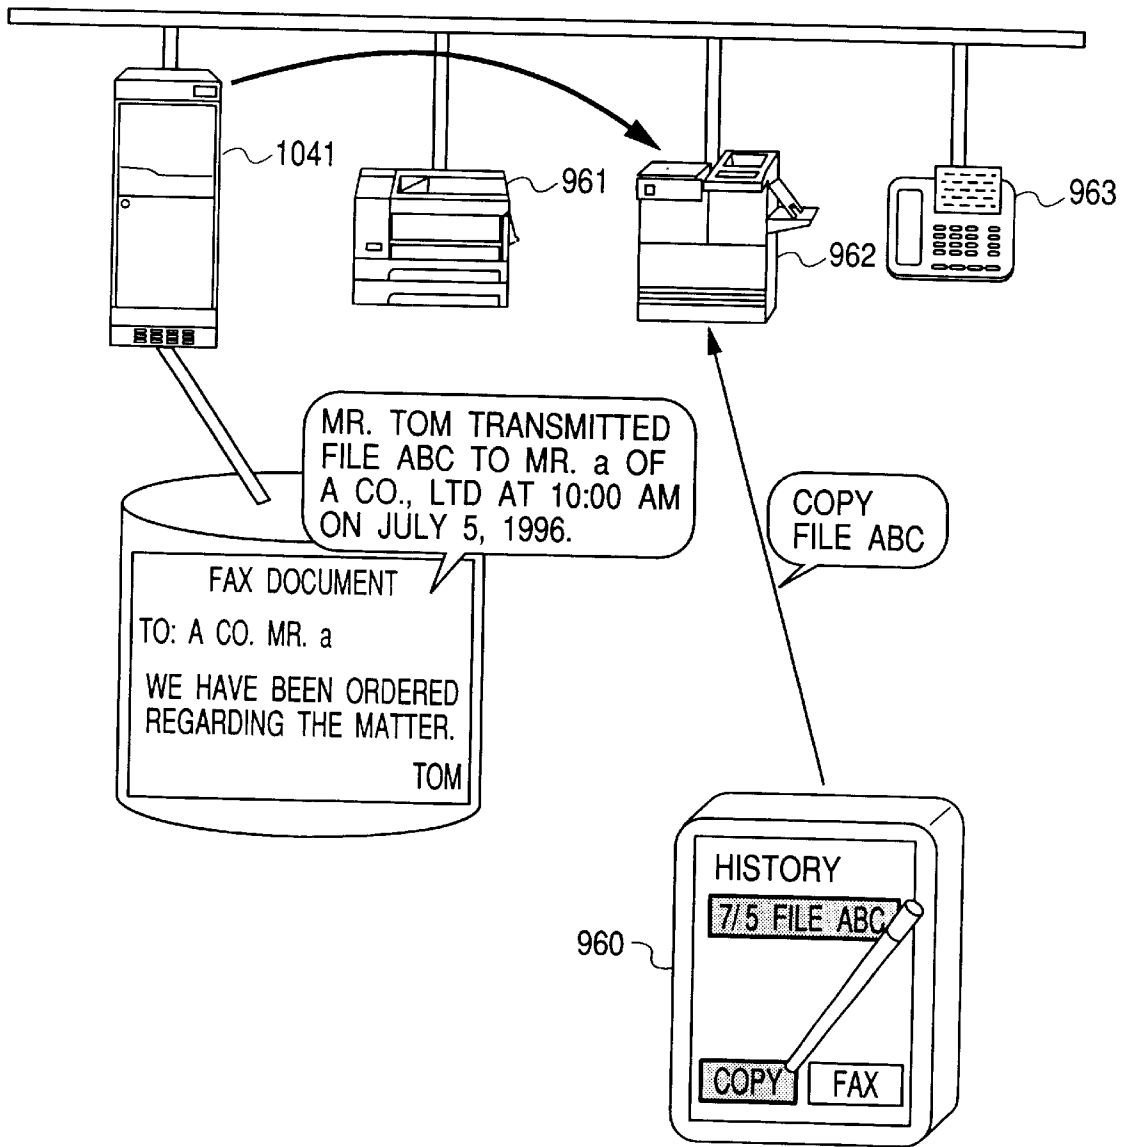 1041
961
962
963
MR. TOM TRANSMITTED
FILE ABC TO MR. a OF
A CO., LTD AT 10:00 AM
ON JULY 5, 1996.
COPY
FILE ABC
FAX DOCUMENT
TO: A CO. MR. a
WE HAVE BEEN ORDERED
REGARDING THE MATTER.
TOM
HISTORY
7/5 FILE ABC
960
COPY FAX